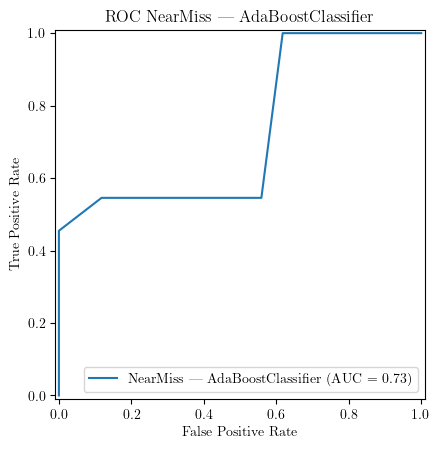 ROC NearMiss — AdaBoostClassifier
1.0
0.8
0.6
0.4
0.2
0.0
True Positive Rate
NearMiss — AdaBoostClassifier (AUC = 0.73)
0.0 0.2 0.4 0.6 0.8 1.0
False Positive Rate